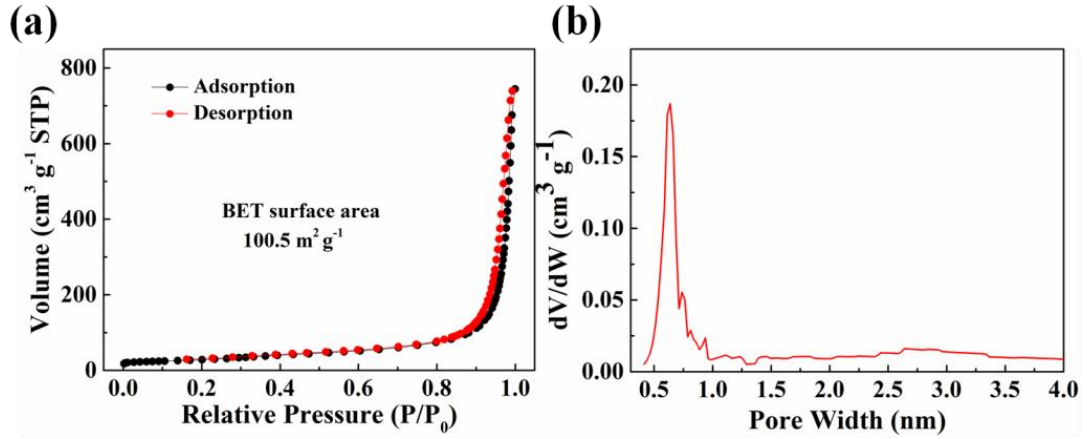 (a)
Volume (cm³ g⁻¹ STP)
800
600
400
200
0
Adsorption
Desorption
BET surface area
100.5 m² g⁻¹
0.0 0.2 0.4 0.6 0.8 1.0
Relative Pressure (P/P₀)
(b)
dV/dW (cm³ g⁻¹)
0.20
0.15
0.10
0.05
0.00
0.5 1.0 1.5 2.0 2.5 3.0 3.5 4.0
Pore Width (nm)